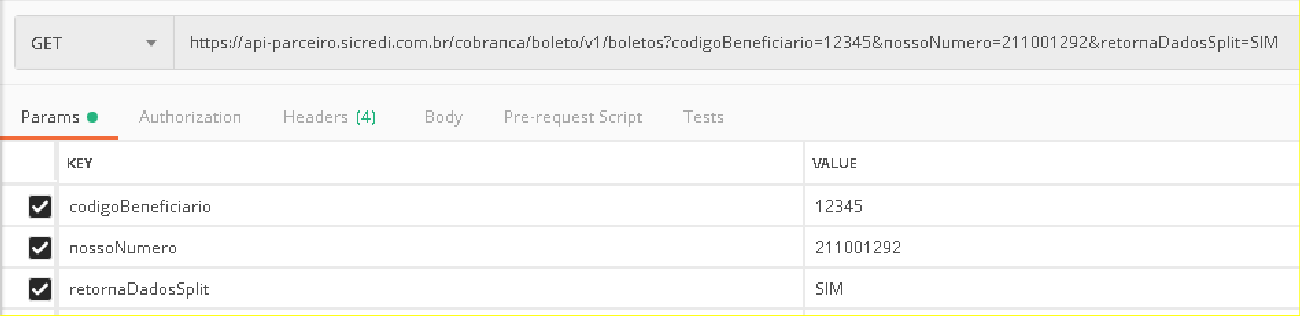 GET https://api-parceiro.sicredi.com.br/cobranca/boleto/v1/boletos?codigoBeneficiario=12345&nossoNumero=211001292&retornaDadosSplit=SIM
Params Authorization Headers (4) Body Pre-request Script Tests
KEY VALUE
codigoBeneficiario 12345
nossoNumero 211001292
retornaDadosSplit SIM